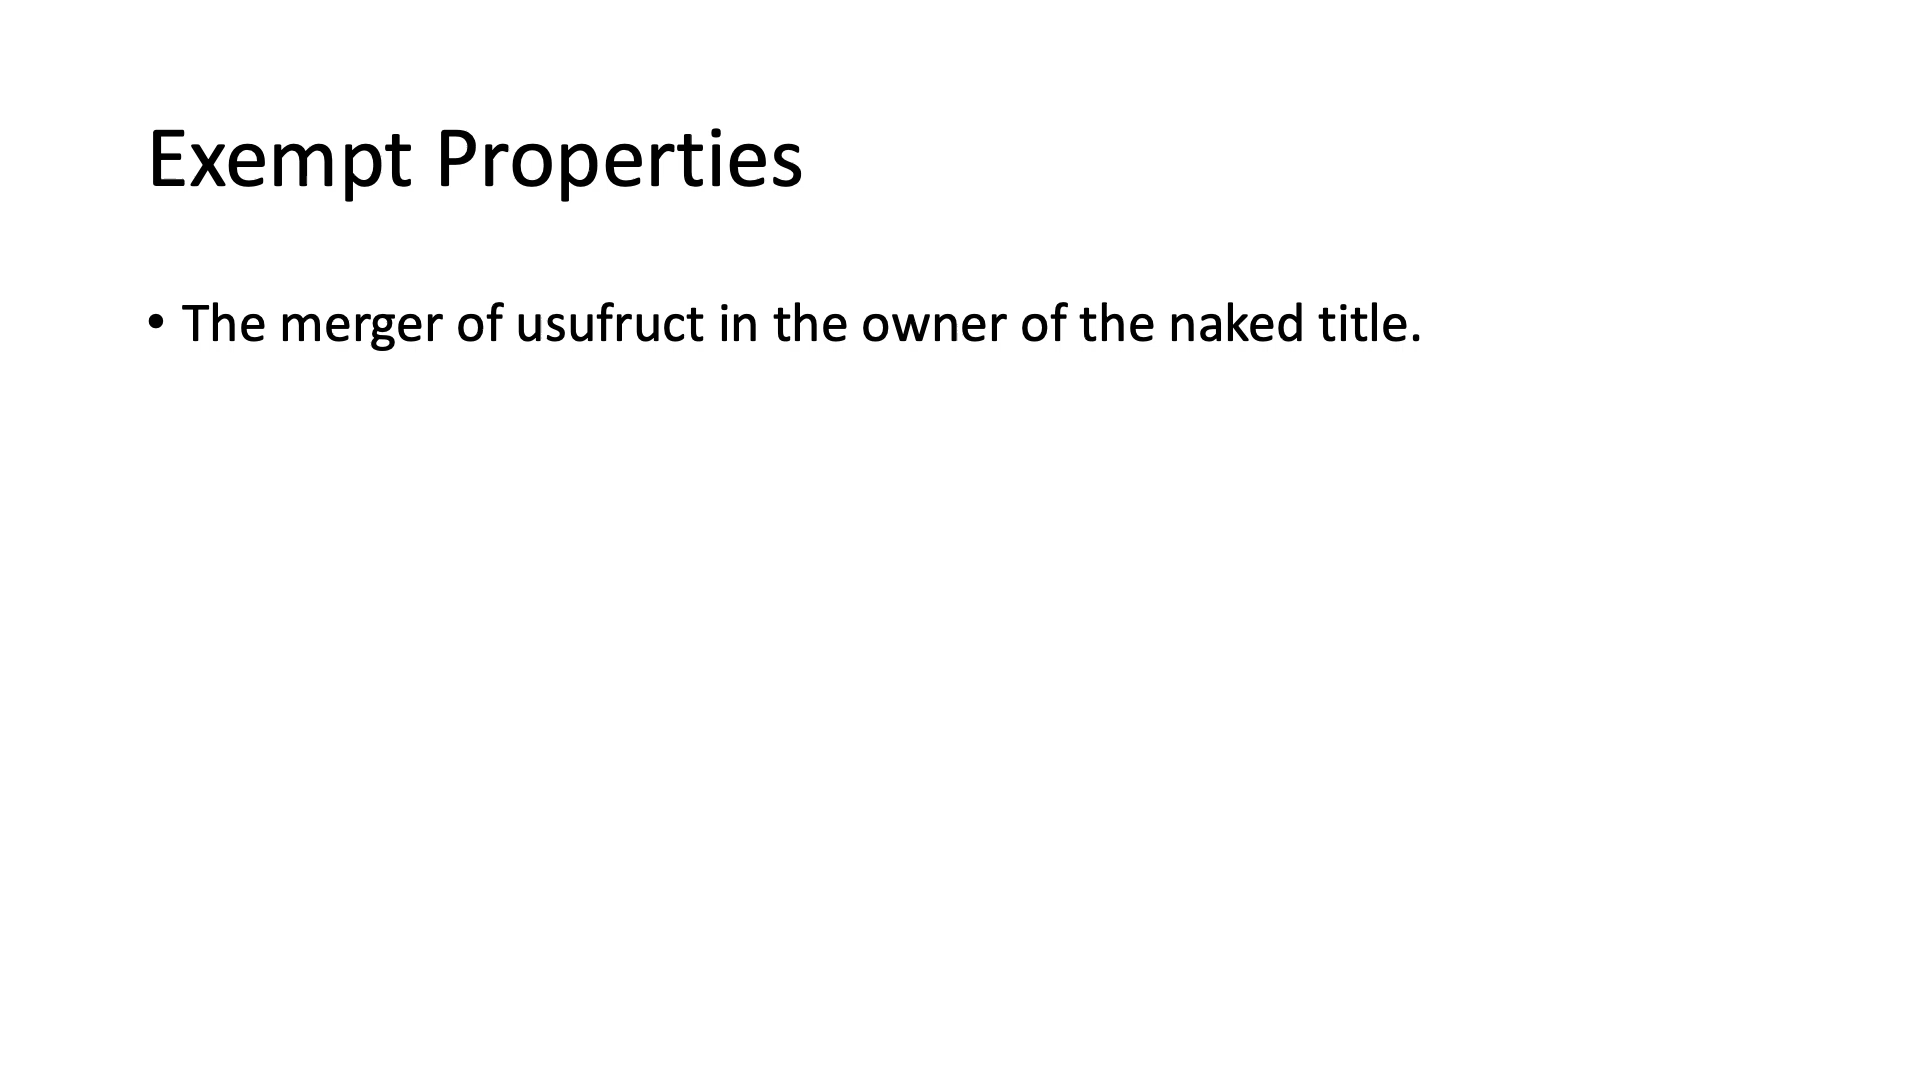 Exempt Properties
• The merger of usufruct in the owner of the naked title.